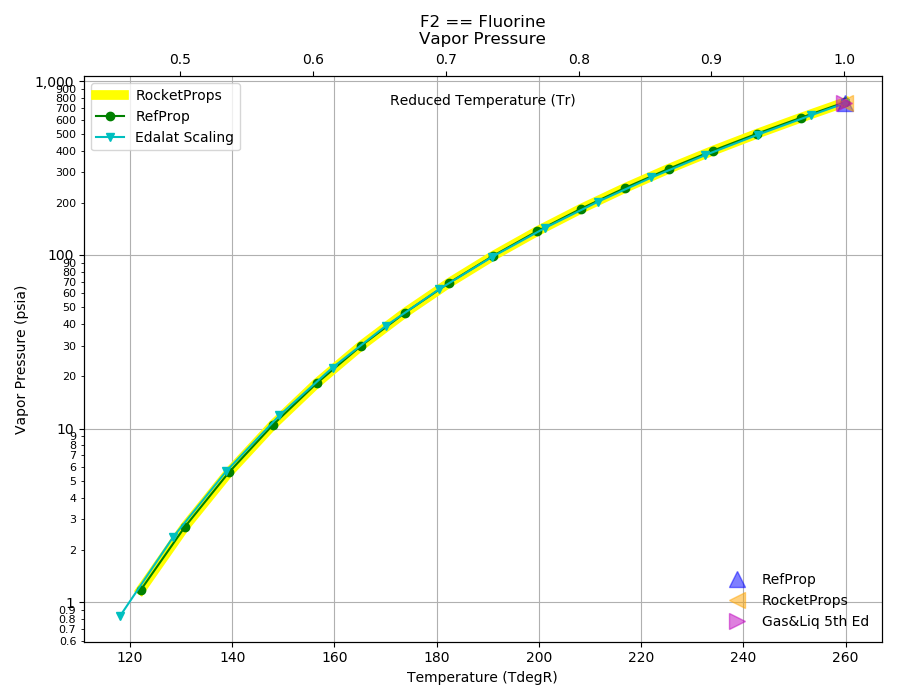 F2 == Fluorine
Vapor Pressure
0.5 0.6 0.7 0.8 0.9 1.0
Reduced Temperature (Tr)
RocketProps
RefProp
Edalat Scaling
1,000
900
800
700
600
500
400
300
200
100
90
80
70
60
50
40
30
20
10
9
8
7
6
5
4
3
2
1
0.9
0.8
0.7
0.6
Vapor Pressure (psia)
RefProp
RocketProps
Gas&Liq 5th Ed
120 140 160 180 200 220 240 260
Temperature (TdegR)